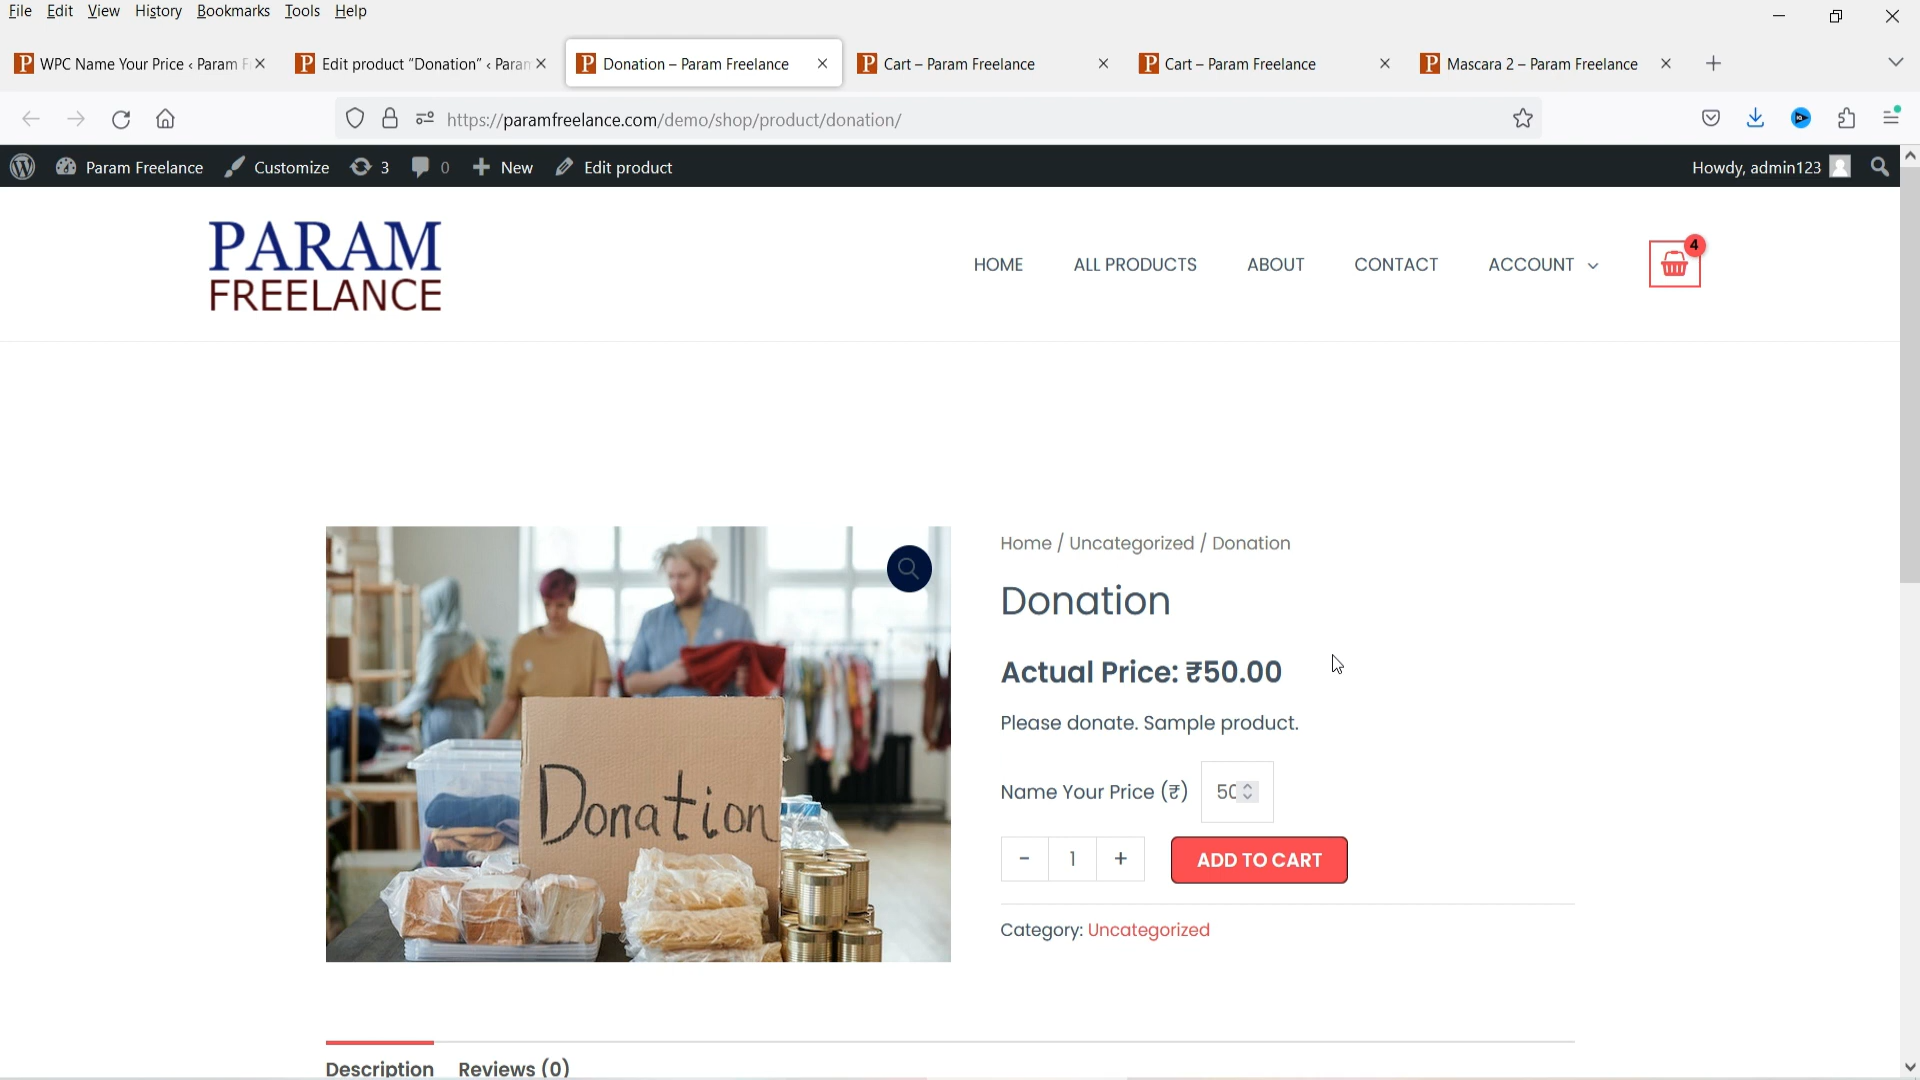 File Edit View History Bookmarks Tools Help
WPC Name Your Price ‹ Param F
Edit product “Donation” ‹ Param
Donation – Param Freelance
Cart – Param Freelance
Cart – Param Freelance
Mascara 2 – Param Freelance
https://paramfreelance.com/demo/shop/product/donation/
Param Freelance Customize 3 0 New Edit product Howdy, admin123
PARAM
FREELANCE
HOME ALL PRODUCTS ABOUT CONTACT ACCOUNT 4
Home / Uncategorized / Donation
Donation
Actual Price: ₹50.00
Please donate. Sample product.
Name Your Price (₹) 50
- 1 + ADD TO CART
Category: Uncategorized
Donation
Description Reviews (0)